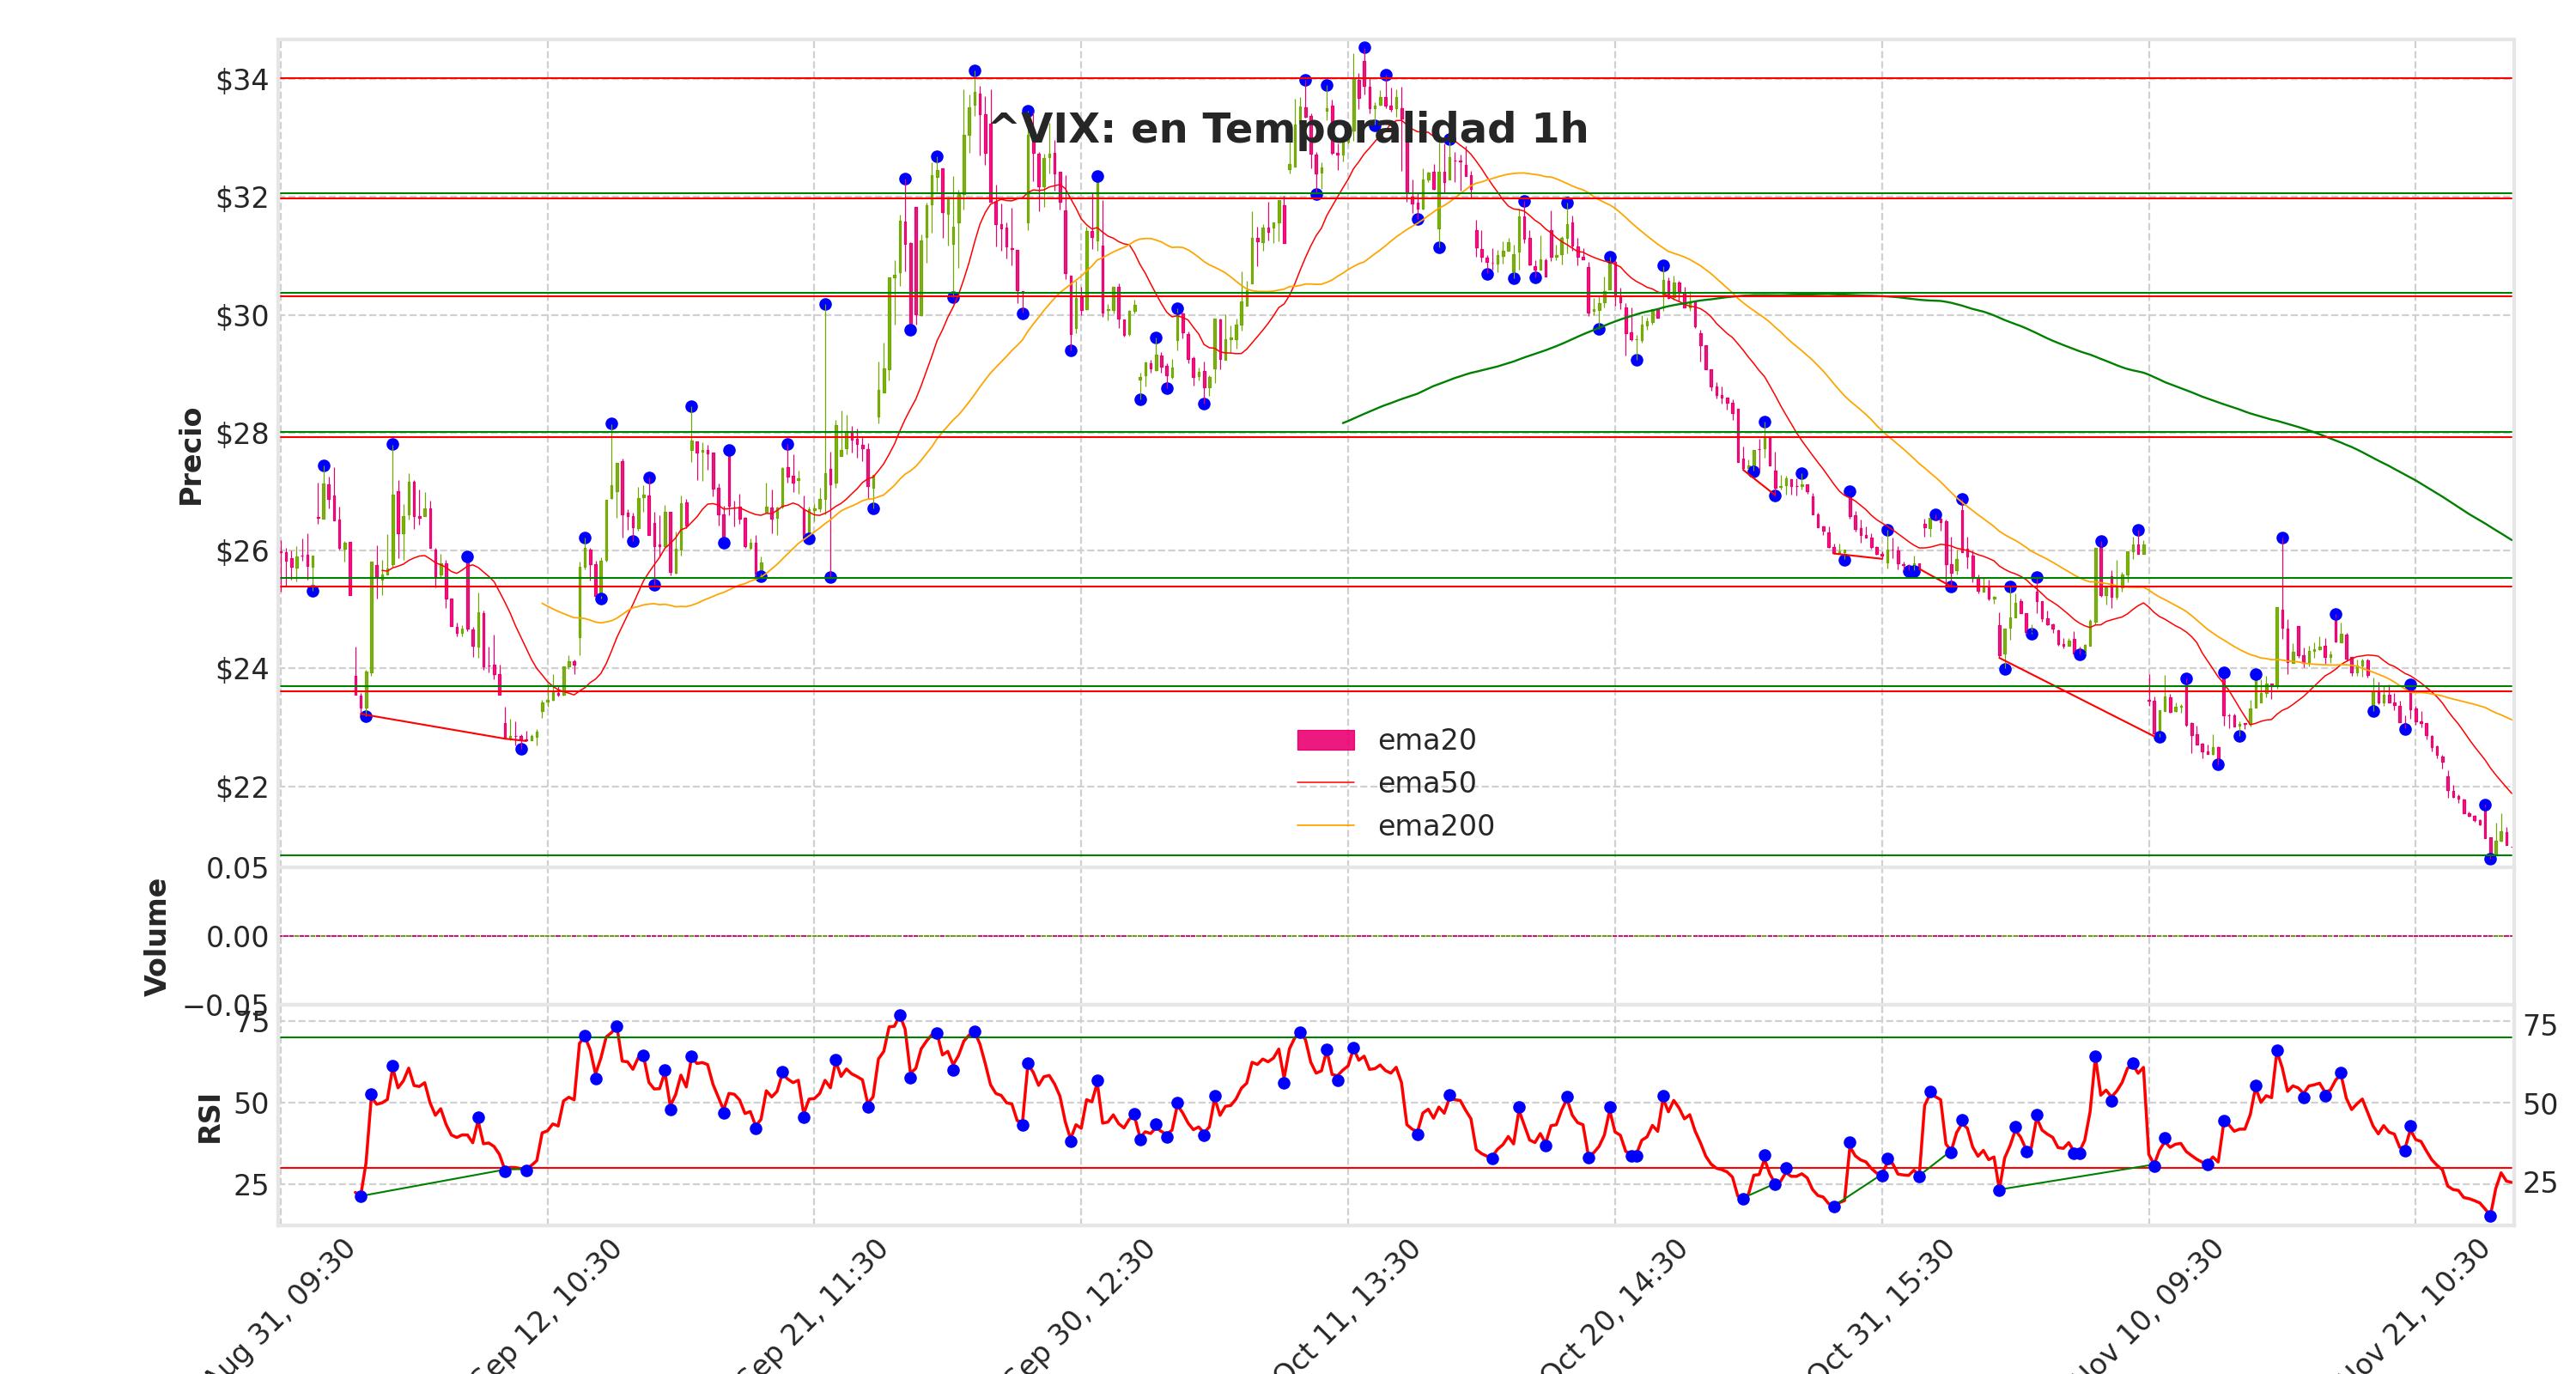 ^VIX: en Temporalidad 1h
Precio
$34
$32
$30
$28
$26
$24
$22
ema20
ema50
ema200
Volume
0.05
0.00
−0.05
RSI
75
50
25
75
50
25
Aug 31, 09:30
Sep 12, 10:30
Sep 21, 11:30
Sep 30, 12:30
Oct 11, 13:30
Oct 20, 14:30
Oct 31, 15:30
Nov 10, 09:30
Nov 21, 10:30